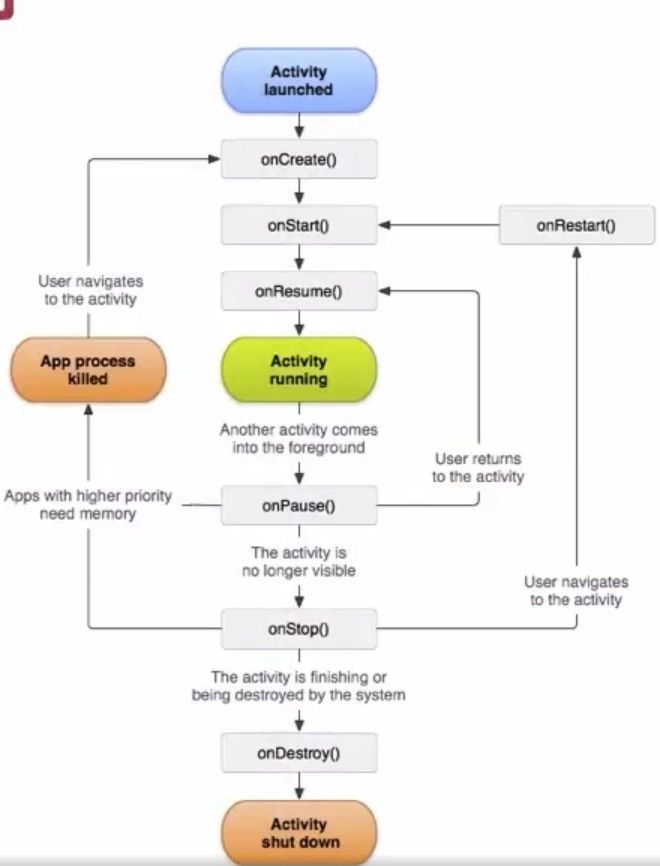 Activity
launched
onCreate()
onStart()
onRestart()
User navigates
to the activity
onResume()
App process
killed
Activity
running
Another activity comes
into the foreground
User returns
to the activity
Apps with higher priority
need memory
onPause()
The activity is
no longer visible
User navigates
to the activity
onStop()
The activity is finishing or
being destroyed by the system
onDestroy()
Activity
shut down